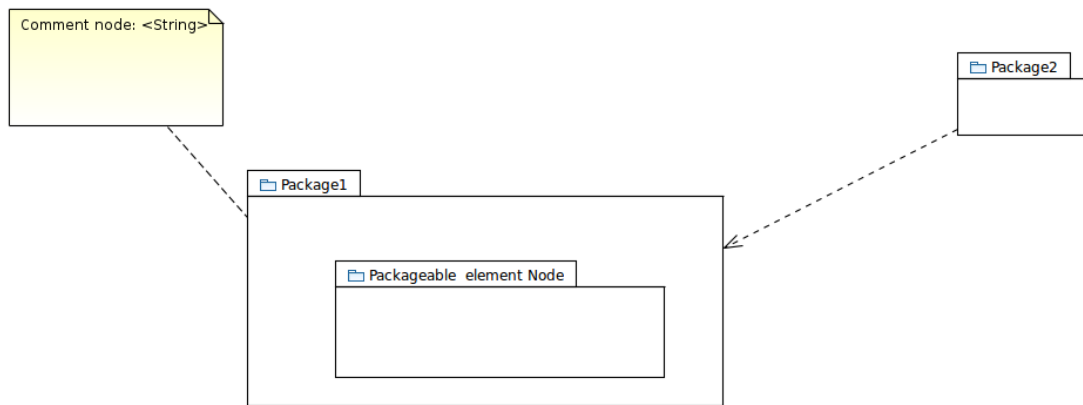 Comment node: <String>
Package2
Package1
Packageable element Node